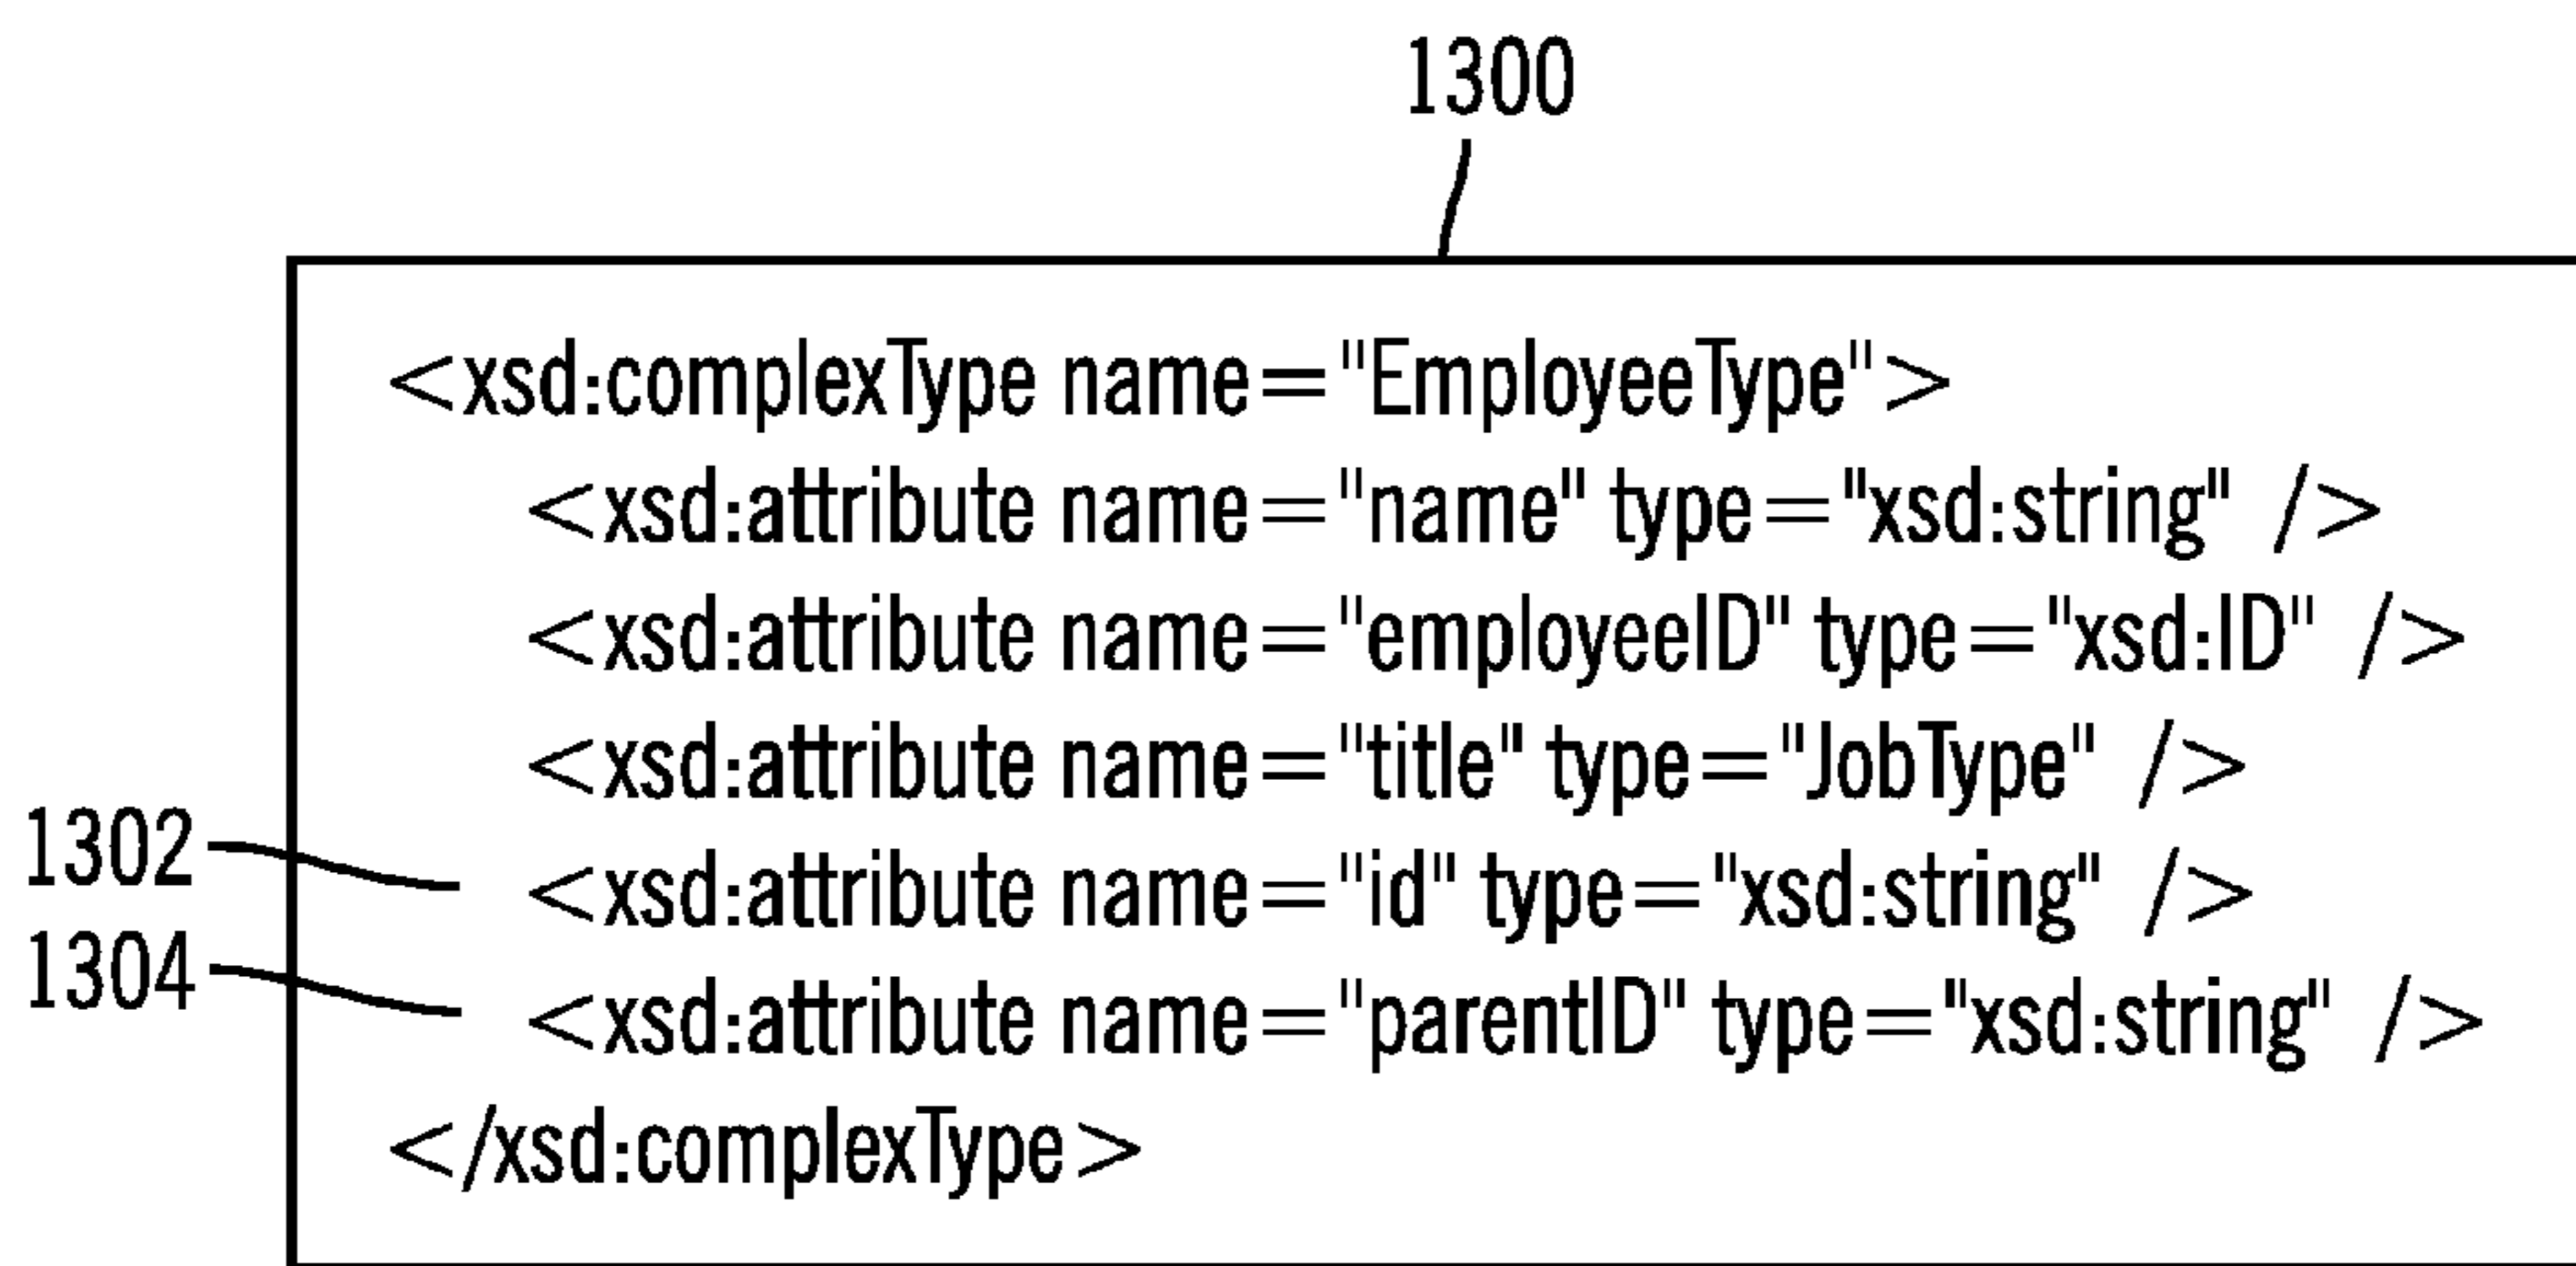 1300
<xsd:complexType name="EmployeeType">
<xsd:attribute name="name" type="xsd:string" />
<xsd:attribute name="employeeID" type="xsd:ID" />
<xsd:attribute name="title" type="JobType" />
1302 <xsd:attribute name="id" type="xsd:string" />
1304 <xsd:attribute name="parentID" type="xsd:string" />
</xsd:complexType>